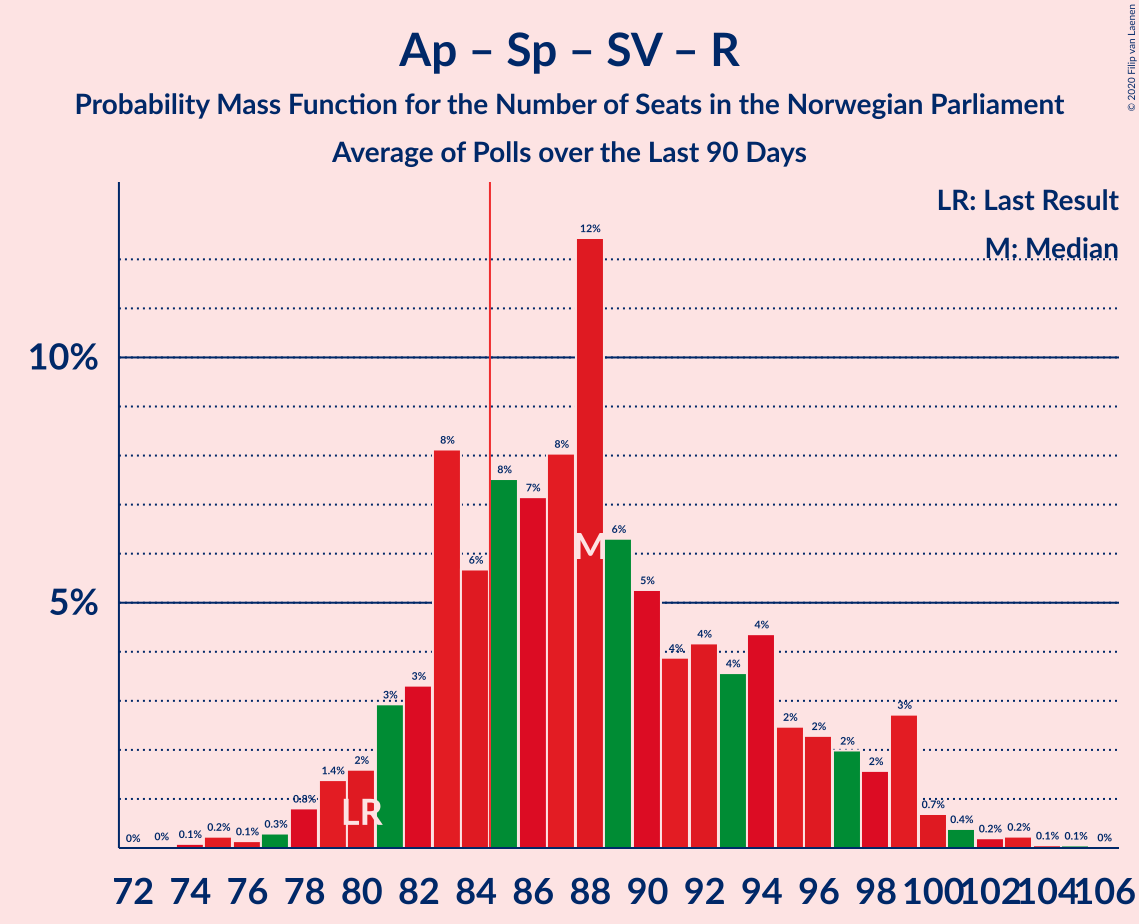 Ap – Sp – SV – R
Probability Mass Function for the Number of Seats in the Norwegian Parliament
Average of Polls over the Last 90 Days
© 2020 Filip van Laenen
LR: Last Result
M: Median
10%
5%
0% 0% 0.1% 0.2% 0.1% 0.3% 0.8% 1.4% 2% 3% 3% 8% 6% 8% 7% 8% 12% 6% 5% 4% 4% 4% 4% 2% 2% 2% 2% 3% 0.7% 0.4% 0.2% 0.2% 0.1% 0.1% 0%
M
LR
72 74 76 78 80 82 84 86 88 90 92 94 96 98 100 102 104 106